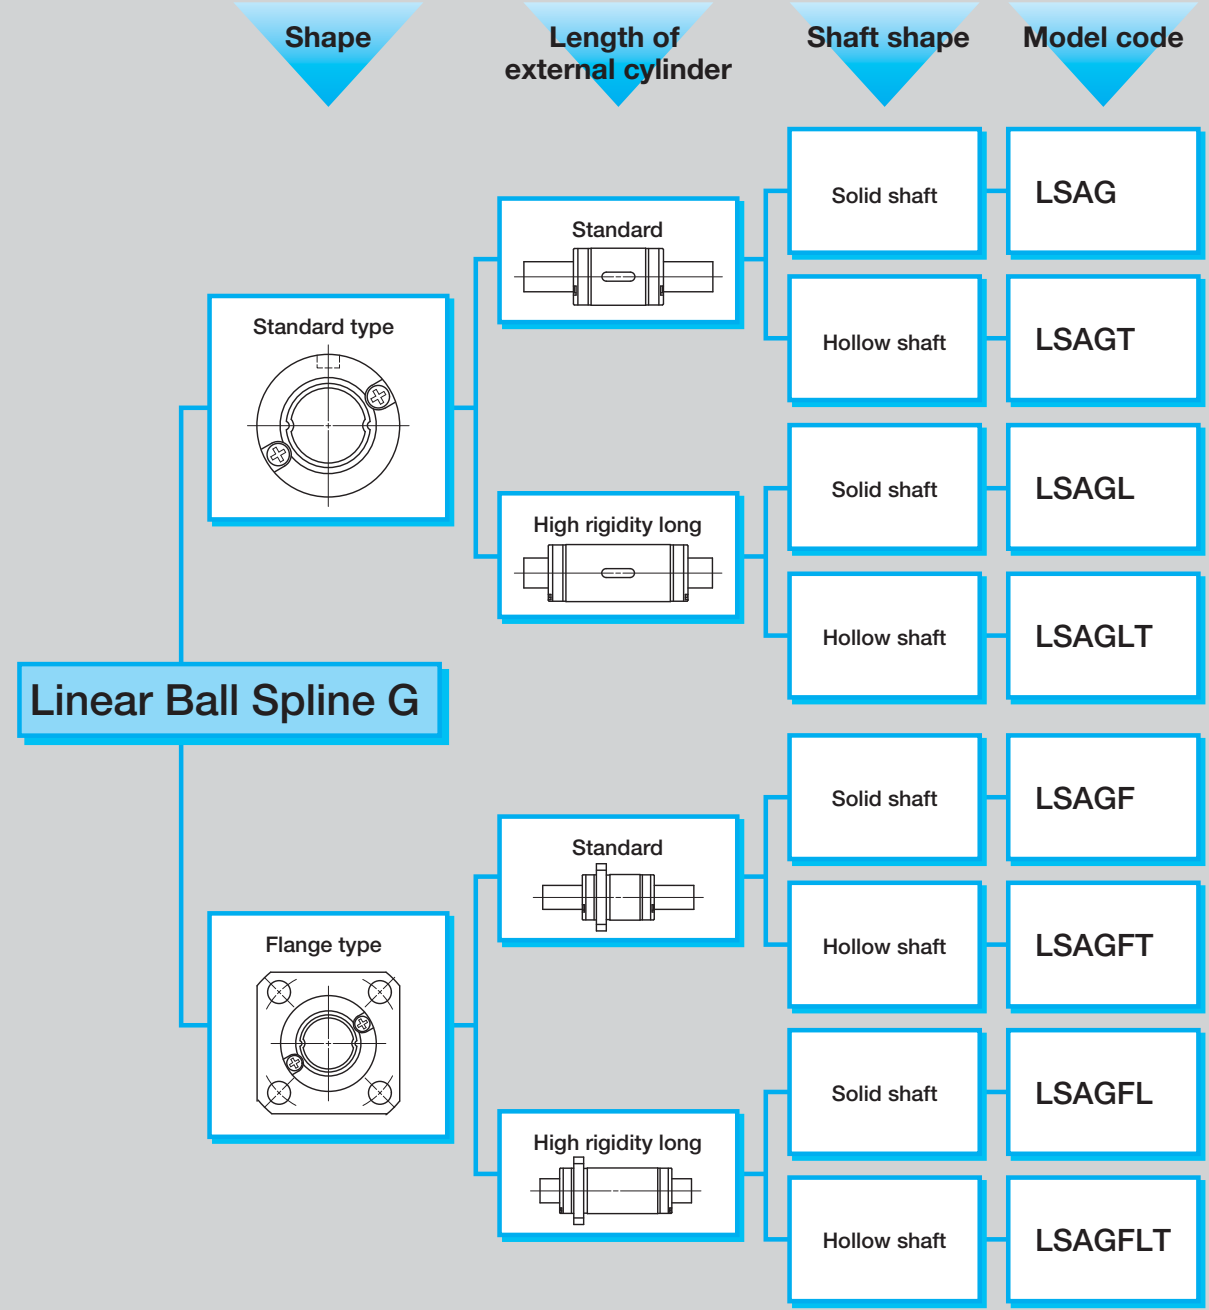 Shape
Length of
external cylinder
Shaft shape
Model code
Solid shaft
LSAG
Standard
Hollow shaft
LSAGT
Standard type
Solid shaft
LSAGL
High rigidity long
Hollow shaft
LSAGLT
Linear Ball Spline G
Solid shaft
LSAGF
Standard
Hollow shaft
LSAGFT
Flange type
Solid shaft
LSAGFL
High rigidity long
Hollow shaft
LSAGFLT